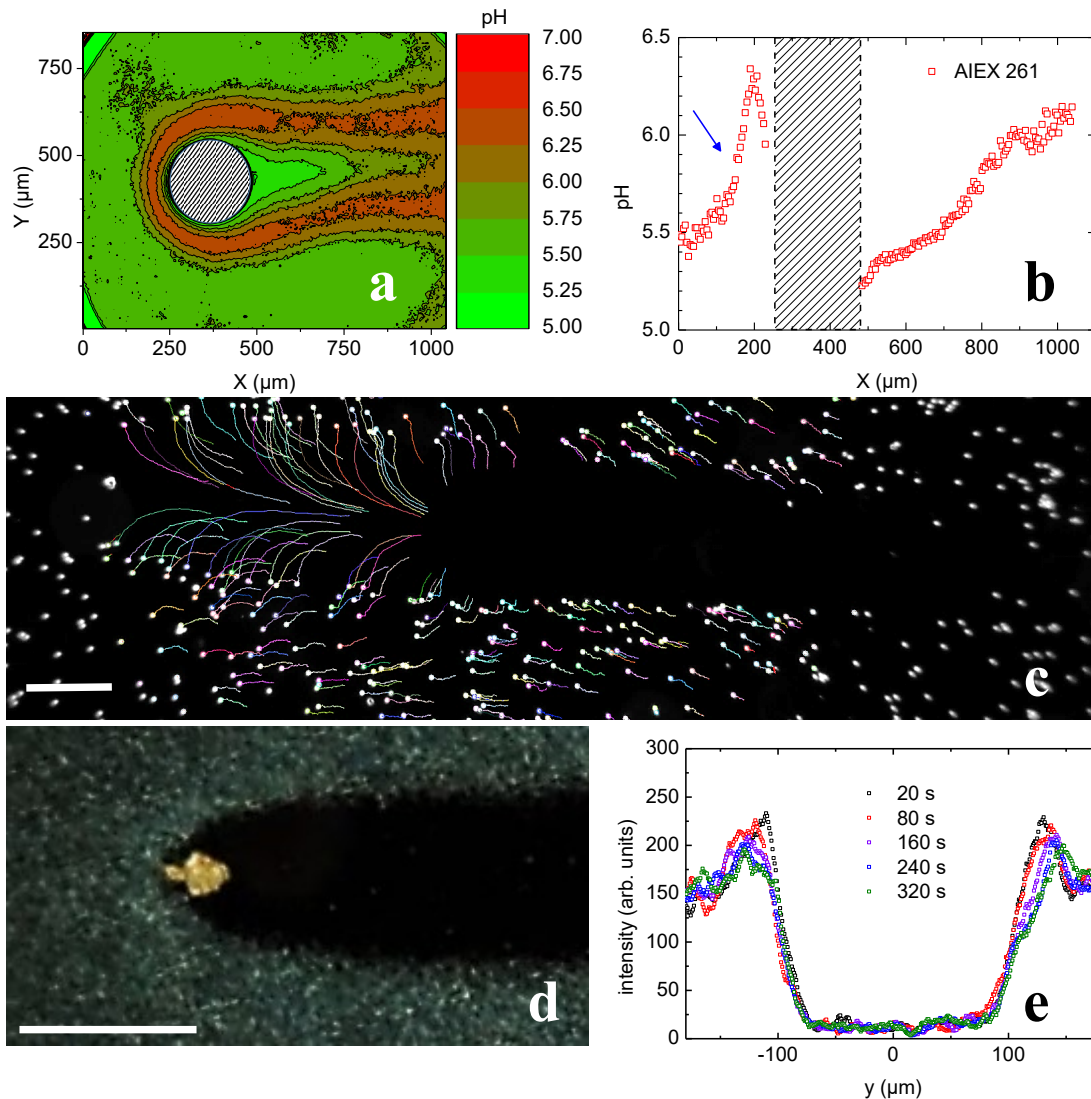 pH
7.00
6.75
6.50
6.25
6.00
5.75
5.50
5.25
5.00
750
500
250
Y (µm)
0 250 500 750 1000
X (µm)
a
6.5
6.0
5.5
5.0
pH
AIEX 261
0 200 400 600 800 1000
X (µm)
b
c
d
300
250
200
150
100
50
0
intensity (arb. units)
20 s
80 s
160 s
240 s
320 s
-100 0 100
y (µm)
e